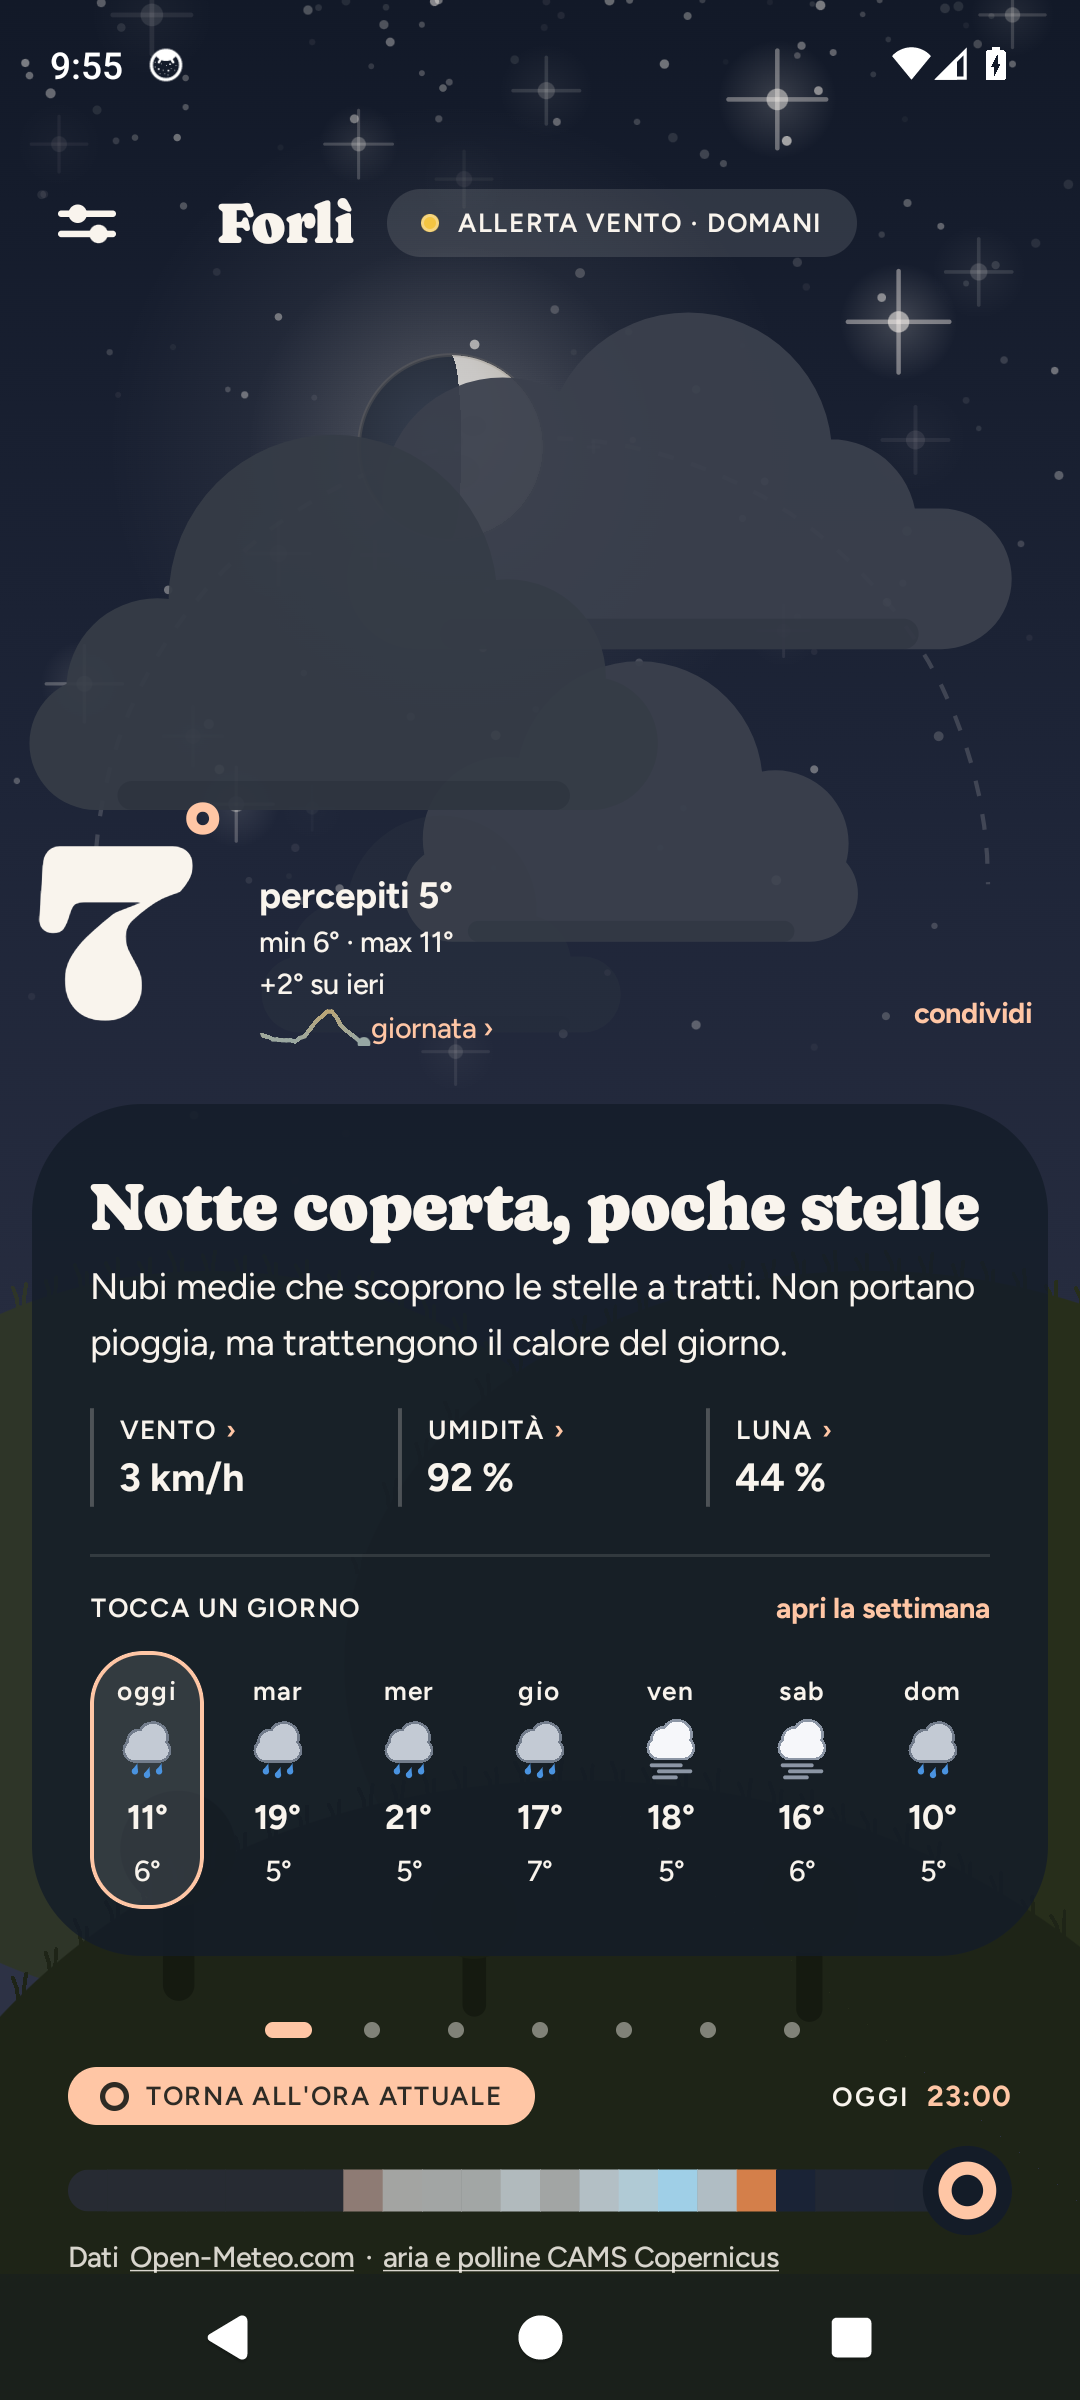 9:55
Forlì
ALLERTA VENTO · DOMANI
7°
percepiti 5°
min 6° · max 11°
+2° su ieri
giornata ›
condividi
Notte coperta, poche stelle
Nubi medie che scoprono le stelle a tratti. Non portano
pioggia, ma trattengono il calore del giorno.
VENTO › UMIDITÀ › LUNA ›
3 km/h 92 % 44 %
TOCCA UN GIORNO apri la settimana
oggi mar mer gio ven sab dom
11° 19° 21° 17° 18° 16° 10°
6° 5° 5° 7° 5° 6° 5°
TORNA ALL'ORA ATTUALE OGGI 23:00
Dati Open-Meteo.com · aria e polline CAMS Copernicus